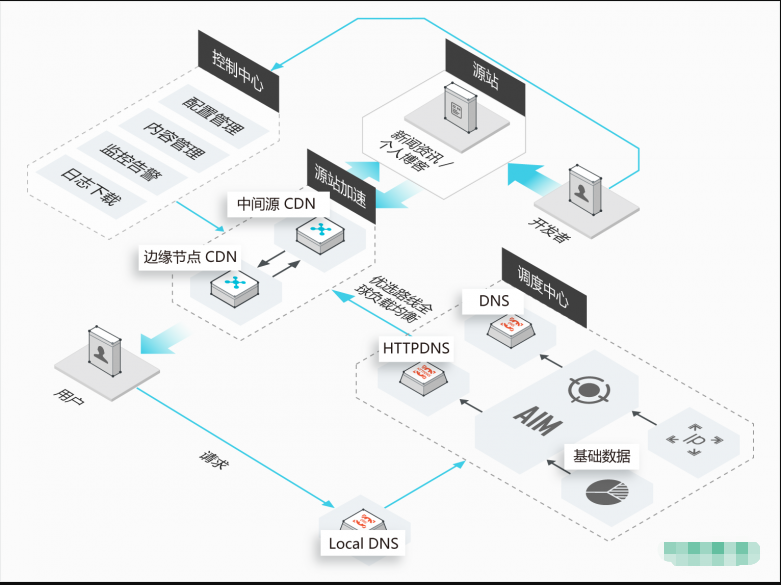 控制中心
配置管理
内容管理
监控告警
日志下载
源站
新闻资讯/
个人博客
开发者
源站加速
中间源 CDN
边缘节点 CDN
优选路线全
球负载均衡
调度中心
DNS
HTTPDNS
AIM
ip
基础数据
用户
请求
Local DNS